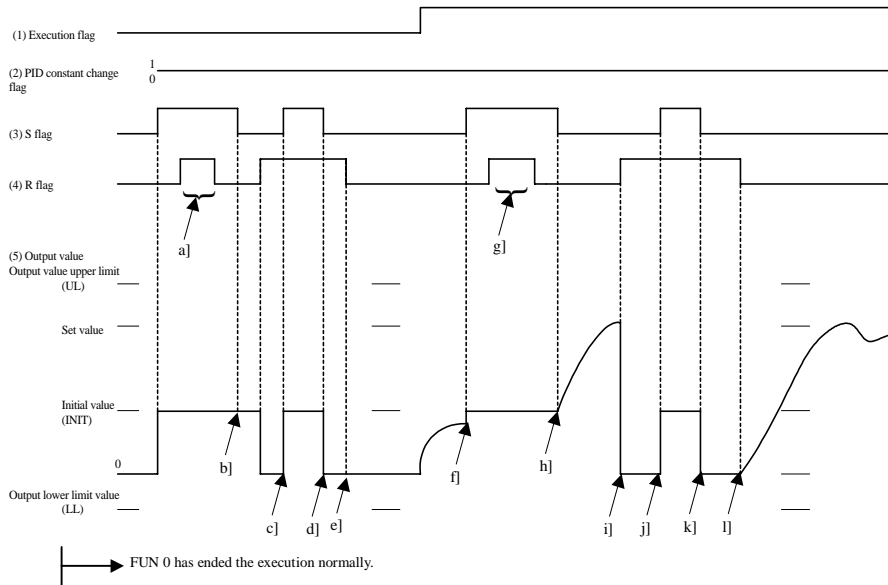 (1) Execution flag
(2) PID constant change
flag
1
0
(3) S flag
(4) R flag
a]
g]
(5) Output value
Output value upper limit
(UL)
Set value
Initial value
(INIT)
b]
f]
h]
0
c]
d]
e]
i]
j]
k]
l]
Output lower limit value
(LL)
FUN 0 has ended the execution normally.